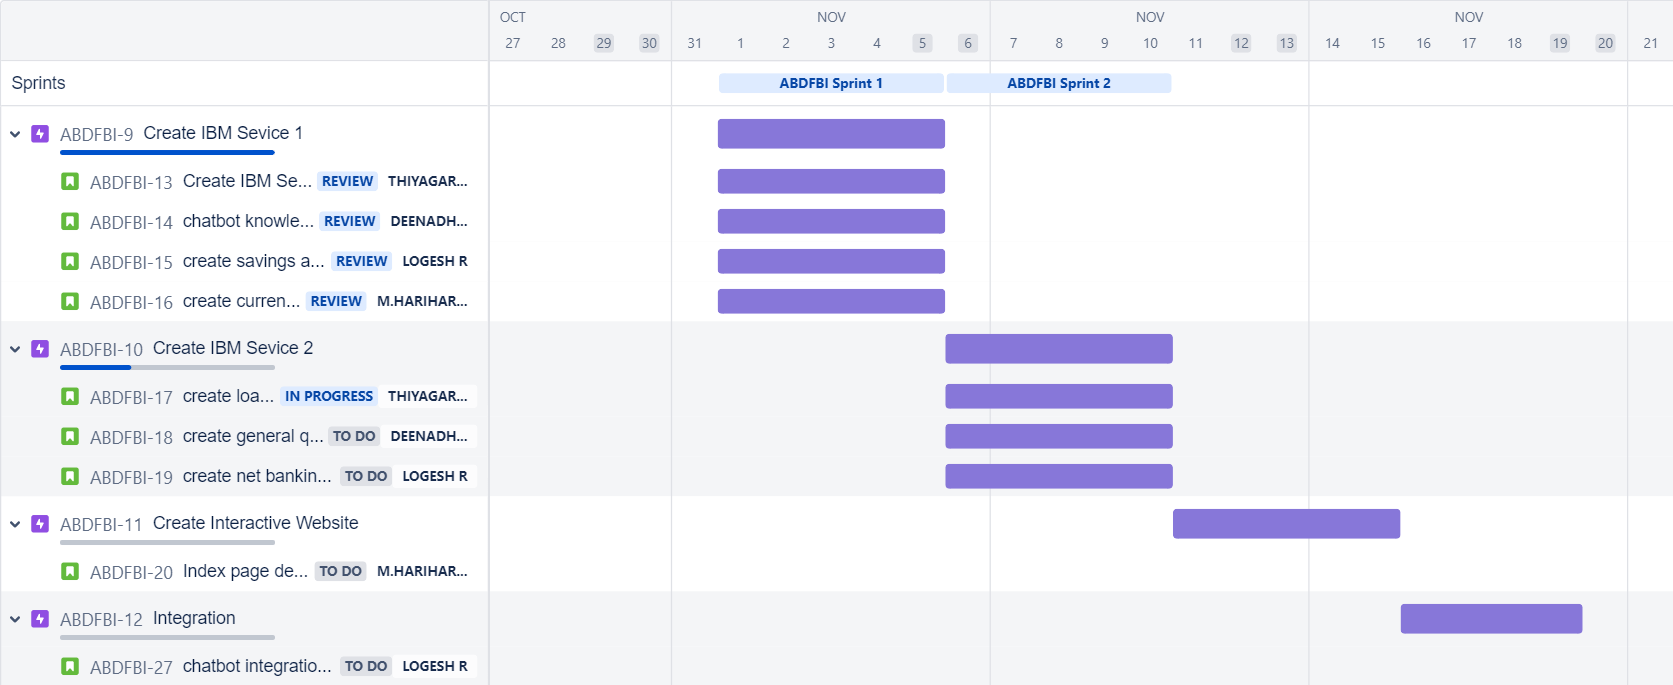 OCT NOV NOV NOV
27 28 29 30 31 1 2 3 4 5 6 7 8 9 10 11 12 13 14 15 16 17 18 19 20 21
Sprints ABDFBI Sprint 1 ABDFBI Sprint 2
ABDFBI-9 Create IBM Sevice 1
ABDFBI-13 Create IBM Se... REVIEW THIYAGAR...
ABDFBI-14 chatbot knowle... REVIEW DEENADH...
ABDFBI-15 create savings a... REVIEW LOGESH R
ABDFBI-16 create curren... REVIEW M.HARIHAR...
ABDFBI-10 Create IBM Sevice 2
ABDFBI-17 create loa... IN PROGRESS THIYAGAR...
ABDFBI-18 create general q... TO DO DEENADH...
ABDFBI-19 create net bankin... TO DO LOGESH R
ABDFBI-11 Create Interactive Website
ABDFBI-20 Index page de... TO DO M.HARIHAR...
ABDFBI-12 Integration
ABDFBI-27 chatbot integratio... TO DO LOGESH R